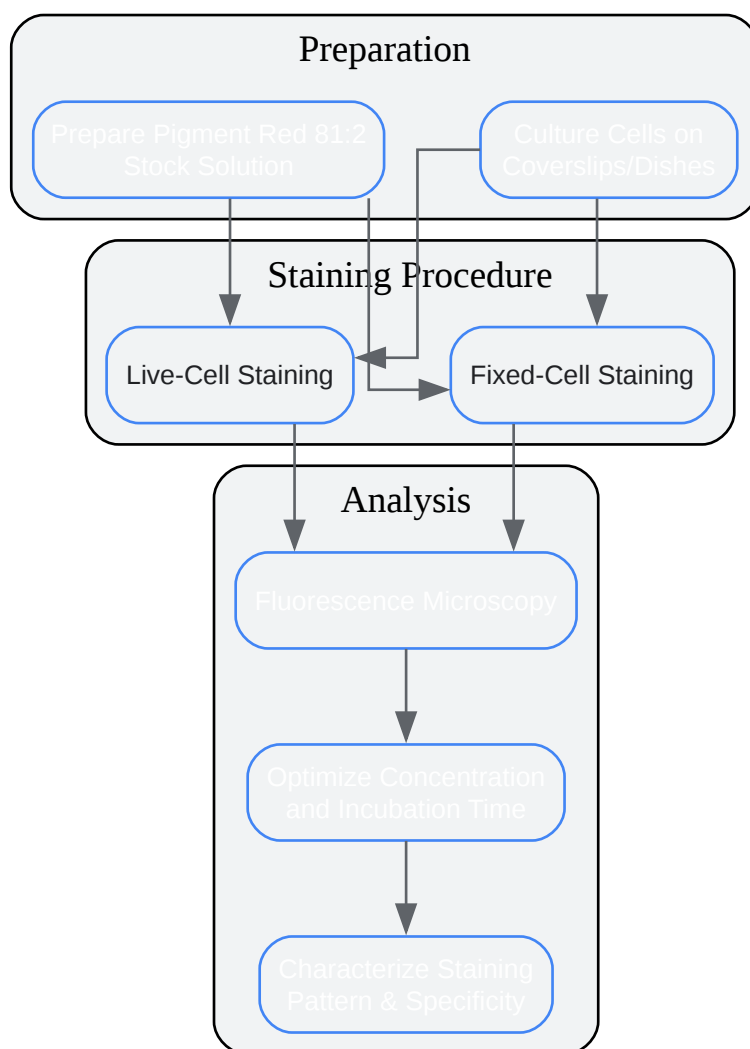 Preparation
Prepare Pigment Red 81:2
Stock Solution
Culture Cells on
Coverslips/Dishes
Staining Procedure
Live-Cell Staining
Fixed-Cell Staining
Analysis
Fluorescence Microscopy
Optimize Concentration
and Incubation Time
Characterize Staining
Pattern & Specificity